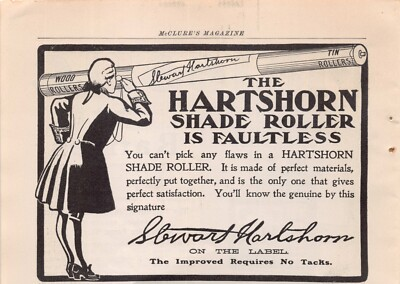 McCLURE'S MAGAZINE
WOOD ROLLERS
Stewart Hartshorn
TIN ROLLERS
THE
HARTSHORN
SHADE ROLLER
IS FAULTLESS
You can't pick any flaws in a HARTSHORN
SHADE ROLLER. It is made of perfect materials,
perfectly put together, and is the only one that gives
perfect satisfaction. You'll know the genuine by this
signature
Stewart Hartshorn
ON THE LABEL.
The Improved Requires No Tacks.